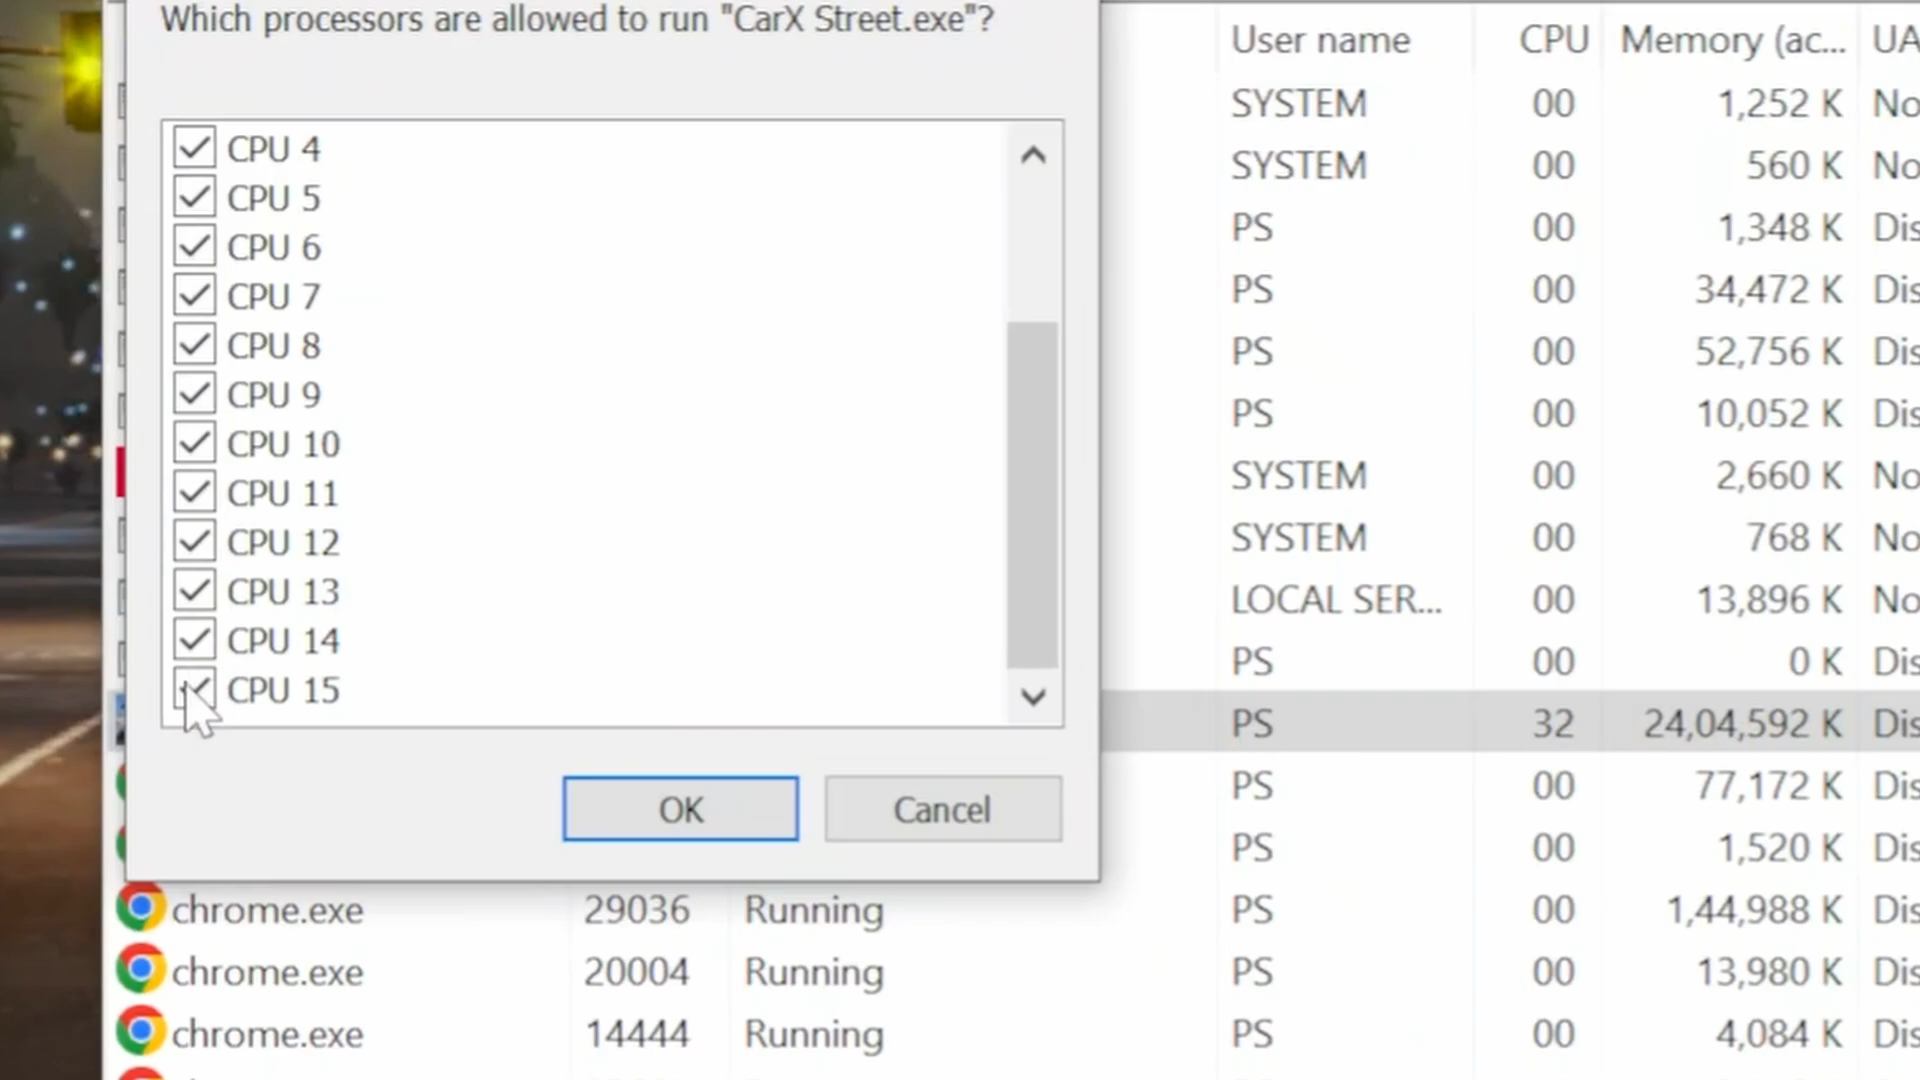 Which processors are allowed to run "CarX Street.exe"?
CPU 4
CPU 5
CPU 6
CPU 7
CPU 8
CPU 9
CPU 10
CPU 11
CPU 12
CPU 13
CPU 14
CPU 15
OK Cancel
User name CPU Memory (ac... UA
SYSTEM 00 1,252 K No
SYSTEM 00 560 K No
PS 00 1,348 K Dis
PS 00 34,472 K Dis
PS 00 52,756 K Dis
PS 00 10,052 K Dis
SYSTEM 00 2,660 K No
SYSTEM 00 768 K No
LOCAL SER... 00 13,896 K No
PS 00 0 K Dis
PS 32 24,04,592 K Dis
PS 00 77,172 K Dis
PS 00 1,520 K Dis
chrome.exe 29036 Running PS 00 1,44,988 K Dis
chrome.exe 20004 Running PS 00 13,980 K Dis
chrome.exe 14444 Running PS 00 4,084 K Dis